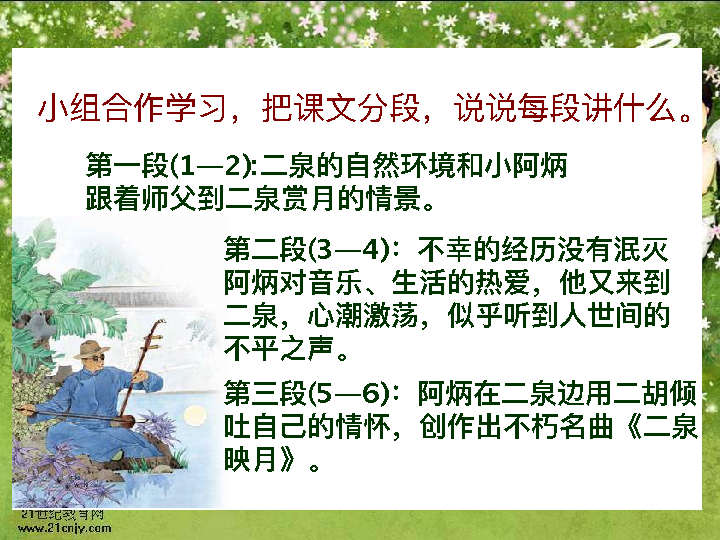 小组合作学习，把课文分段，说说每段讲什么。
第一段(1—2):二泉的自然环境和小阿炳
跟着师父到二泉赏月的情景。
第二段(3—4)：不幸的经历没有泯灭
阿炳对音乐、生活的热爱，他又来到
二泉，心潮激荡，似乎听到人世间的
不平之声。
第三段(5—6)：阿炳在二泉边用二胡倾
吐自己的情怀，创作出不朽名曲《二泉
映月》。
21世纪教育网
www.21cnjy.com